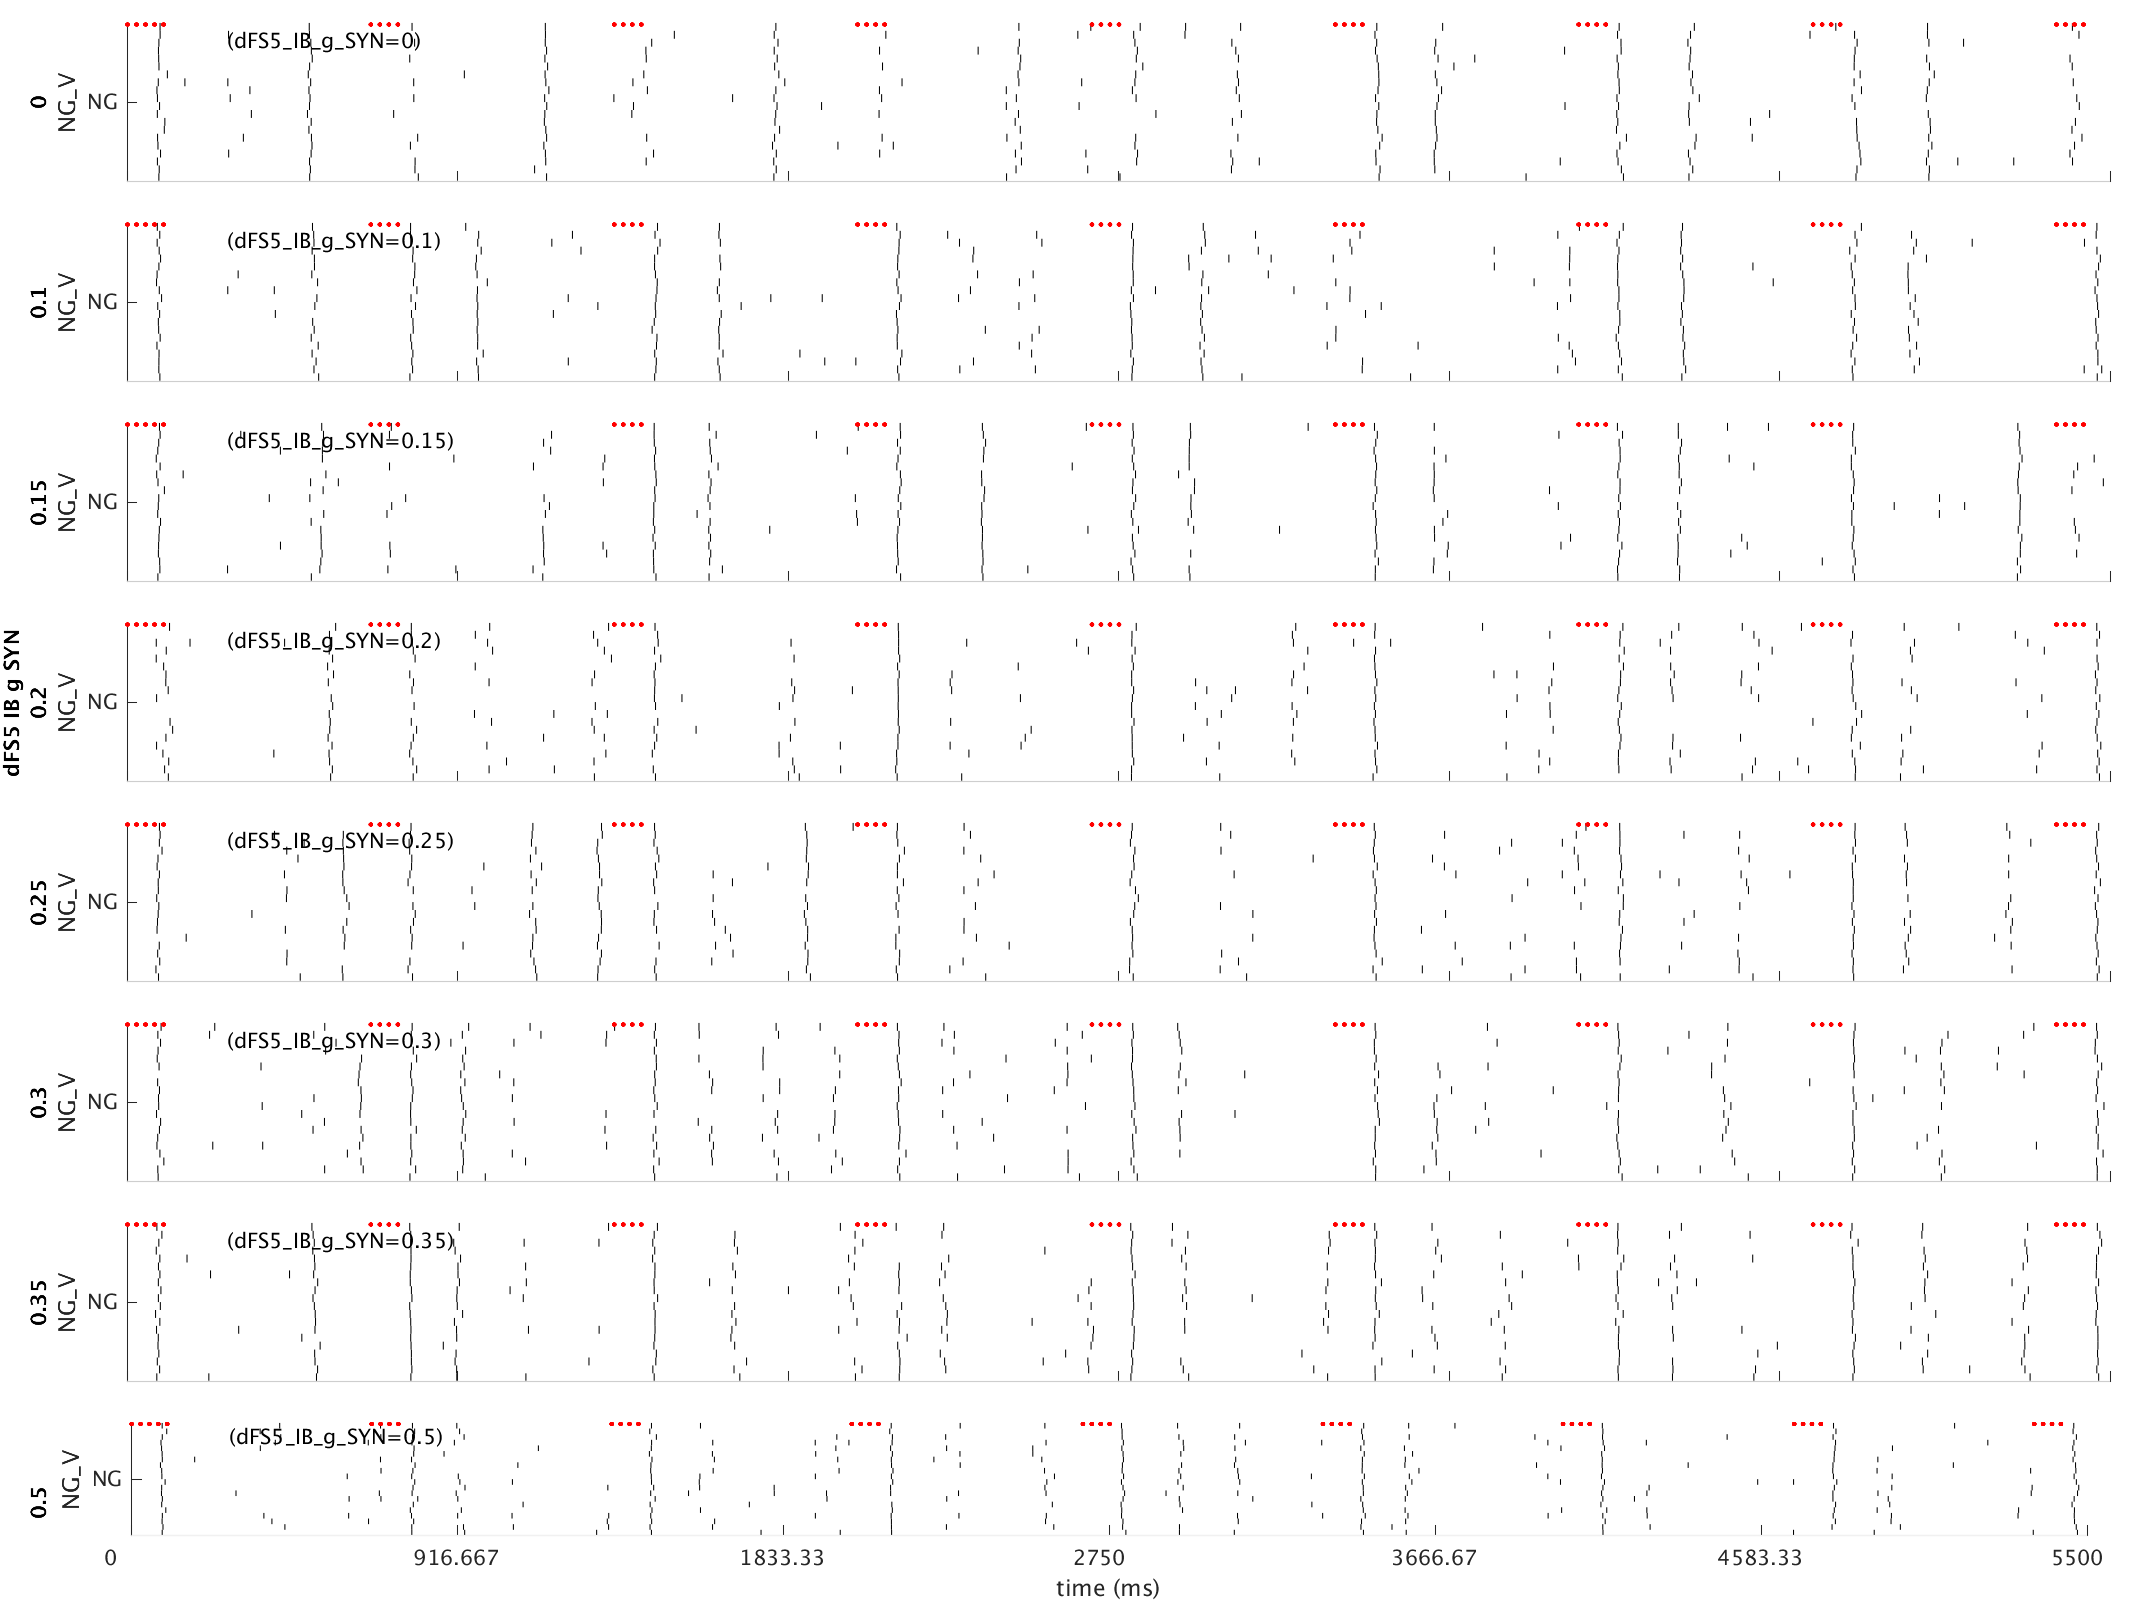 dFS5 IB g SYN
0
NG_V
NG
(dFS5_IB_g_SYN=0)
0.1
NG_V
NG
(dFS5_IB_g_SYN=0.1)
0.15
NG_V
NG
(dFS5_IB_g_SYN=0.15)
0.2
NG_V
NG
(dFS5_IB_g_SYN=0.2)
0.25
NG_V
NG
(dFS5_IB_g_SYN=0.25)
0.3
NG_V
NG
(dFS5_IB_g_SYN=0.3)
0.35
NG_V
NG
(dFS5_IB_g_SYN=0.35)
0.5
NG_V
NG
(dFS5_IB_g_SYN=0.5)
0 916.667 1833.33 2750 3666.67 4583.33 5500
time (ms)